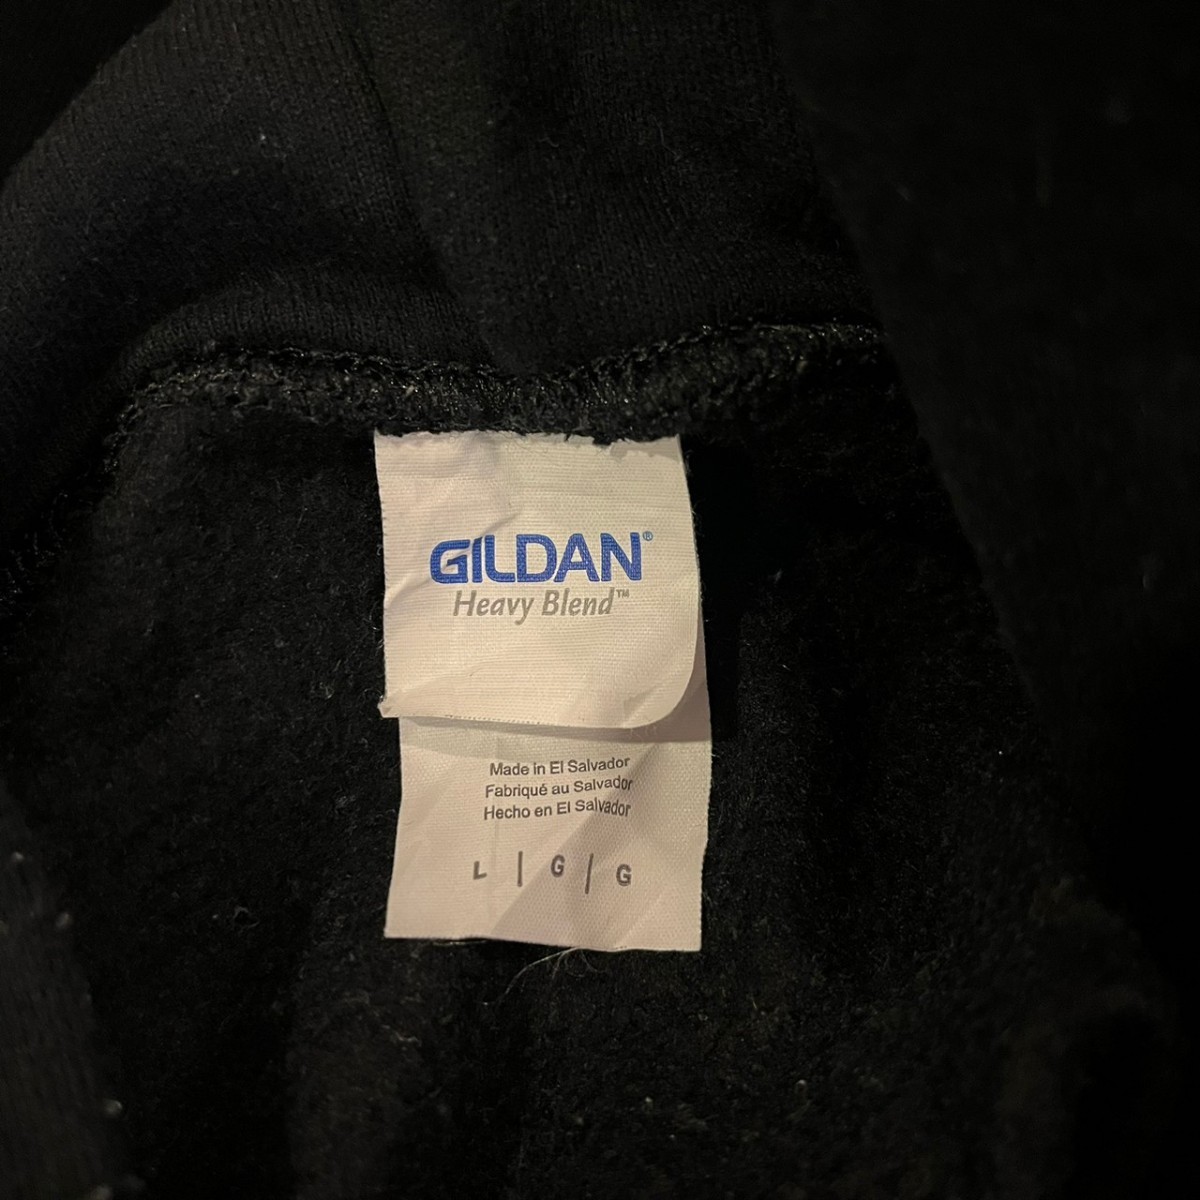 GILDAN®
Heavy Blend™
Made in El Salvador
Fabriqué au Salvador
Hecho en El Salvador
L | G | G